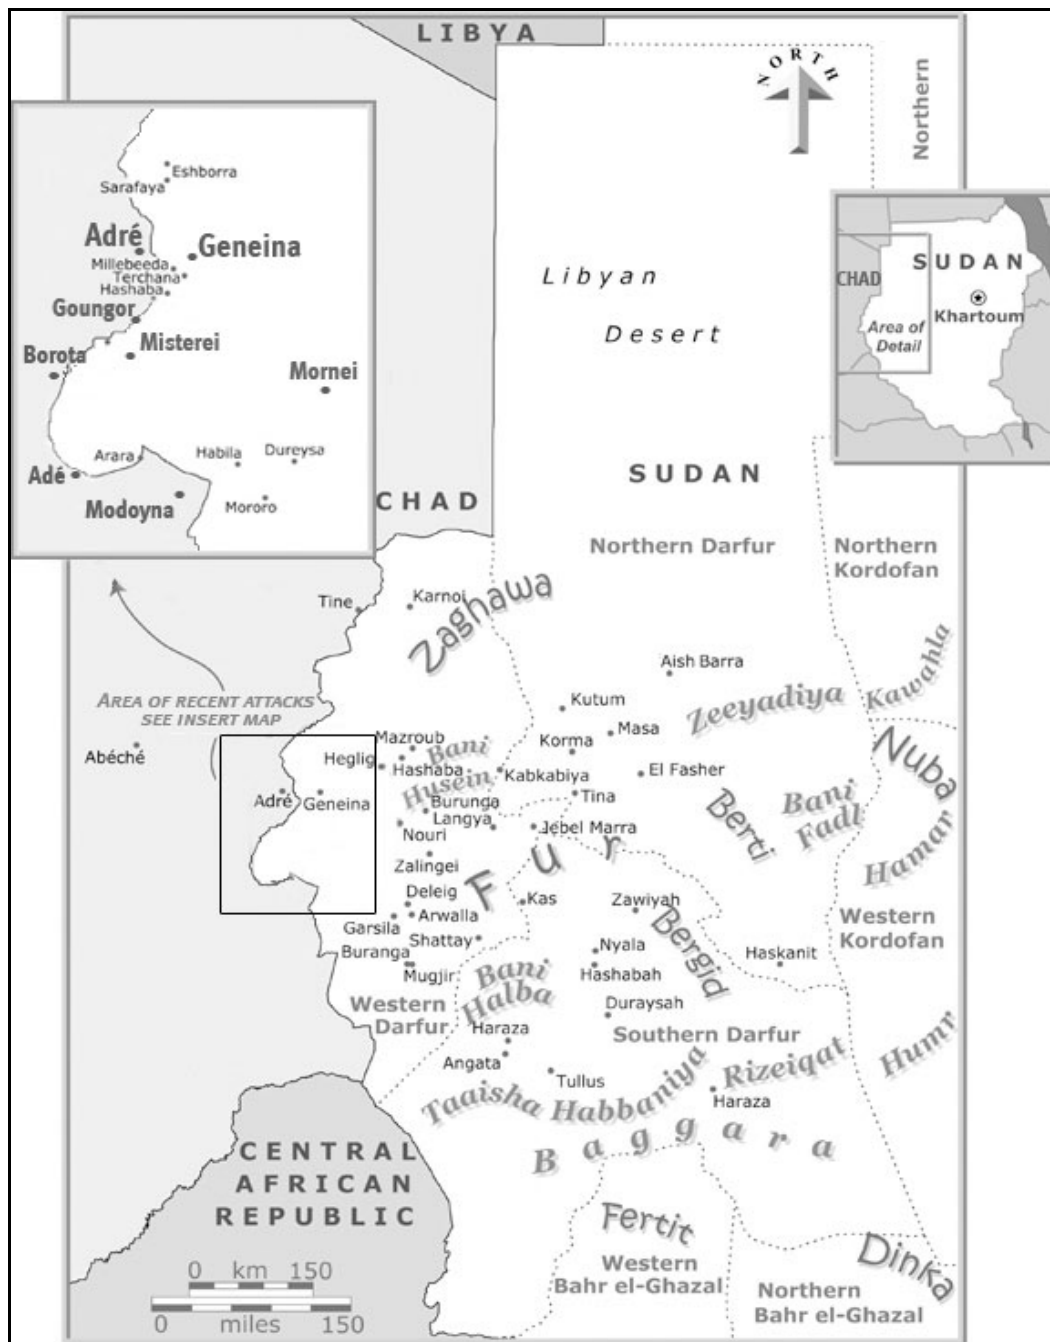 LIBYA
NORTH
Northern
Eshborra
Sarafaya
Adré
Geneina
Millebeeda
Terchana
Hashaba
Goungor
Misterei
Borota
Mornei
Arara
Habila
Dureysa
Adé
Modoyna
Mororo
CHAD
SUDAN
Khartoum
Area of
Detail
Libyan
Desert
SUDAN
CHAD
Northern Darfur
Northern
Kordofan
Tine
Karnoi
Zaghawa
Aish Barra
Kawahla
Zeeyadiya
Kutum
AREA OF RECENT ATTACKS
SEE INSERT MAP
Masa
Nuba
Abéché
Mazroub
Korma
Heglig
Hashaba
Bani
Husein
Kabkabiya
El Fasher
Adré
Geneina
Burunga
Langya
Tina
Berti
Bani
Fadl
Hamar
Nouri
Jebel Marra
Fur
Zalingei
Deleig
Arwalla
Kas
Zawiyah
Garsila
Shattay
Bergid
Western
Kordofan
Buranga
Mugjir
Nyala
Hashabah
Haskanit
Bani
Halba
Western
Darfur
Duraysah
Haraza
Southern Darfur
Humr
Angata
Tullus
Rizeiqat
Haraza
Taaisha
Habbaniya
Baggara
CENTRAL
AFRICAN
REPUBLIC
Fertit
Western
Bahr el-Ghazal
Dinka
Northern
Bahr el-Ghazal
0 km 150
0 miles 150